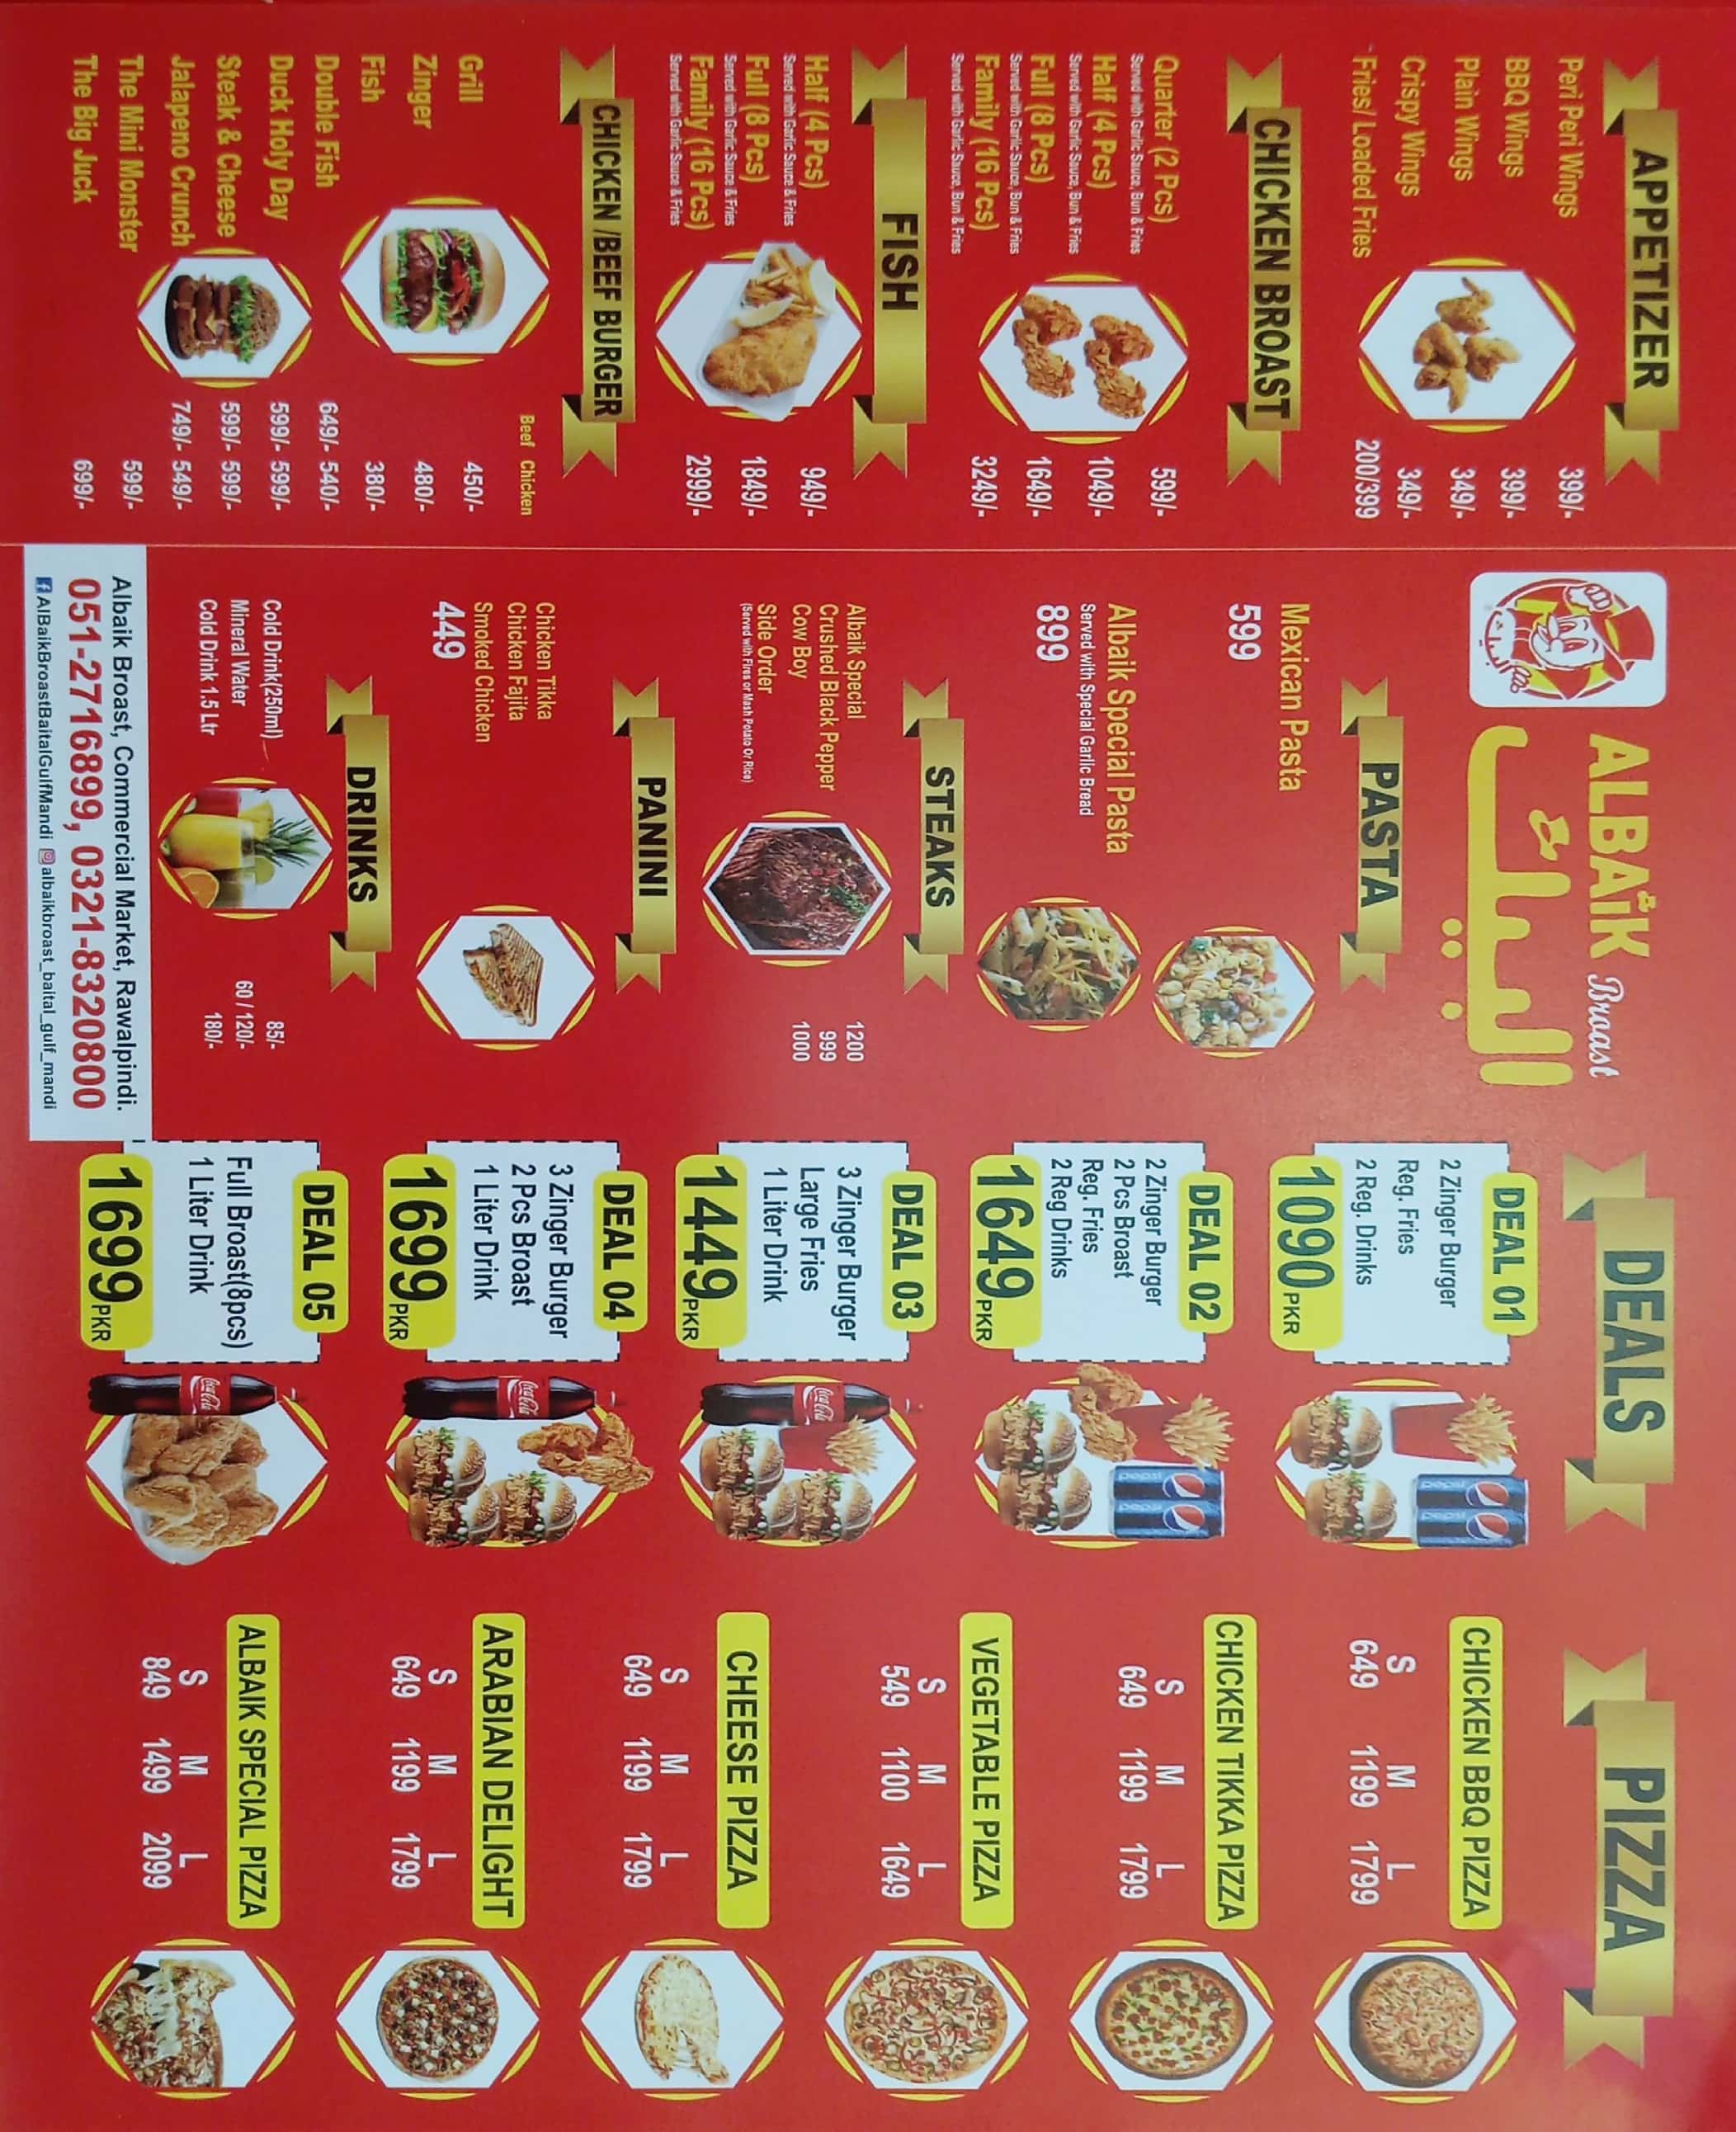 APPETIZER
Peri Peri Wings 399/-
BBQ Wings 399/-
Plain Wings 349/-
Crispy Wings 349/-
Fries/ Loaded Fries 200/399
CHICKEN BROAST
Quarter (2 Pcs) 599/-
Served with Garlic Sauce, Bun & Fries
Half (4 Pcs) 1049/-
Served with Garlic Sauce, Bun & Fries
Full (8 Pcs) 1649/-
Served with Garlic Sauce, Bun & Fries
Family (16 Pcs) 3249/-
Served with Garlic Sauce, Bun & Fries
FISH
Half (4 Pcs) 949/-
Served with Garlic Sauce & Fries
Full (8 Pcs) 1849/-
Served with Garlic Sauce & Fries
Family (16 Pcs) 2999/-
Served with Garlic Sauce & Fries
CHICKEN /BEEF BURGER
Beef Chicken
Grill 450/-
Zinger 480/-
Fish 380/-
Double Fish 649/- 540/-
Duck Holy Day 599/- 599/-
Steak & Cheese 599/- 599/-
Jalapeno Crunch 749/- 549/-
The Mini Monster 599/-
The Big Juck 699/-
ALBAIK Broast
البيك
PASTA
Mexican Pasta
599
Albaik Special Pasta
Served with Special Garlic Bread
899
STEAKS
Albaik Special 1200
Crushed Back Pepper 999
Cow Boy 1000
Side Order
(Served with Fires or Mash Potato Or Rice)
PANINI
Chicken Tikka
Chicken Fajita
Smoked Chicken
449
DRINKS
Cold Drink(250ml) 85/-
Mineral Water 60 / 120/-
Cold Drink 1.5 Ltr 180/-
Albaik Broast, Commercial Market, Rawalpindi.
051-2716899, 0321-8320800
AlBaikBroastBaitalGulfMandi albaikbroast_baital_gulf_mandi
DEALS
DEAL 01
2 Zinger Burger
Reg. Fries
2 Reg. Drinks
1090 PKR
DEAL 02
2 Zinger Burger
2 Pcs Broast
Reg. Fries
2 Reg Drinks
1649 PKR
DEAL 03
3 Zinger Burger
Large Fries
1 Liter Drink
1449 PKR
DEAL 04
3 Zinger Burger
2 Pcs Broast
1 Liter Drink
1699 PKR
DEAL 05
Full Broast(8pcs)
1 Liter Drink
1699 PKR
pepsi pepsi
pepsi pepsi
Coca-Cola
Coca-Cola
Coca-Cola
PIZZA
CHICKEN BBQ PIZZA
S M L
649 1199 1799
CHICKEN TIKKA PIZZA
S M L
649 1199 1799
VEGETABLE PIZZA
S M L
549 1100 1649
CHEESE PIZZA
S M L
649 1199 1799
ARABIAN DELIGHT
S M L
649 1199 1799
ALBAIK SPECIAL PIZZA
S M L
849 1499 2099